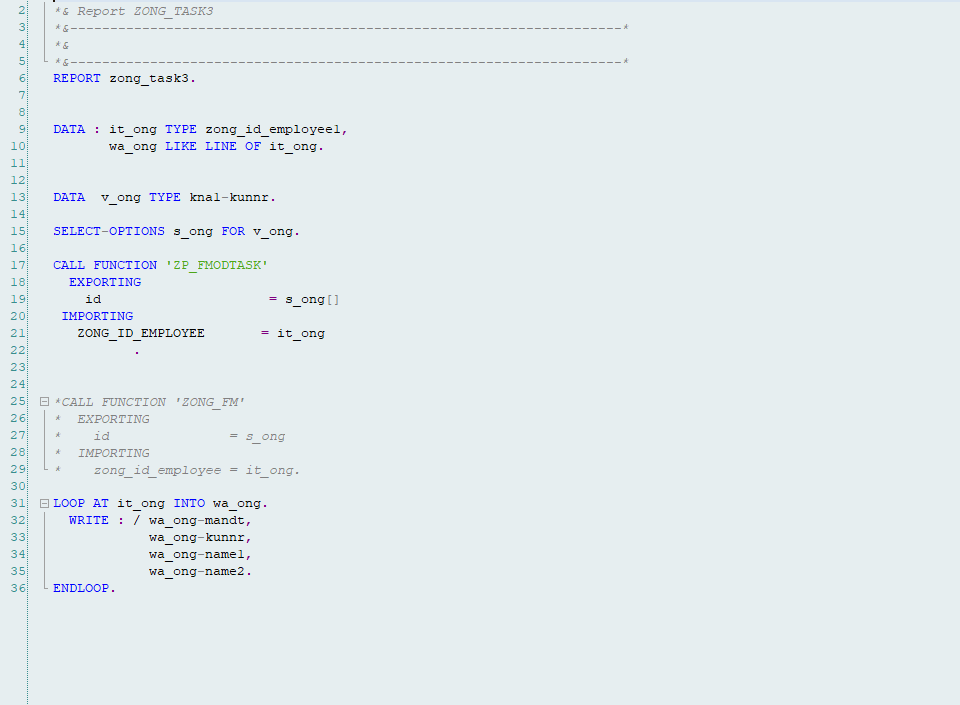 2 *& Report ZONG_TASK3
3 *&---------------------------------------------------------------------*
4 *&
5 *&---------------------------------------------------------------------*
6 REPORT zong_task3.
7
8
9 DATA : it_ong TYPE zong_id_employee1,
10 wa_ong LIKE LINE OF it_ong.
11
12
13 DATA v_ong TYPE kna1-kunnr.
14
15 SELECT-OPTIONS s_ong FOR v_ong.
16
17 CALL FUNCTION 'ZP_FMODTASK'
18 EXPORTING
19 id = s_ong[]
20 IMPORTING
21 ZONG_ID_EMPLOYEE = it_ong
22 .
23
24
25 *CALL FUNCTION 'ZONG_FM'
26 * EXPORTING
27 * id = s_ong
28 * IMPORTING
29 * zong_id_employee = it_ong.
30
31 LOOP AT it_ong INTO wa_ong.
32 WRITE : / wa_ong-mandt,
33 wa_ong-kunnr,
34 wa_ong-name1,
35 wa_ong-name2.
36 ENDLOOP.